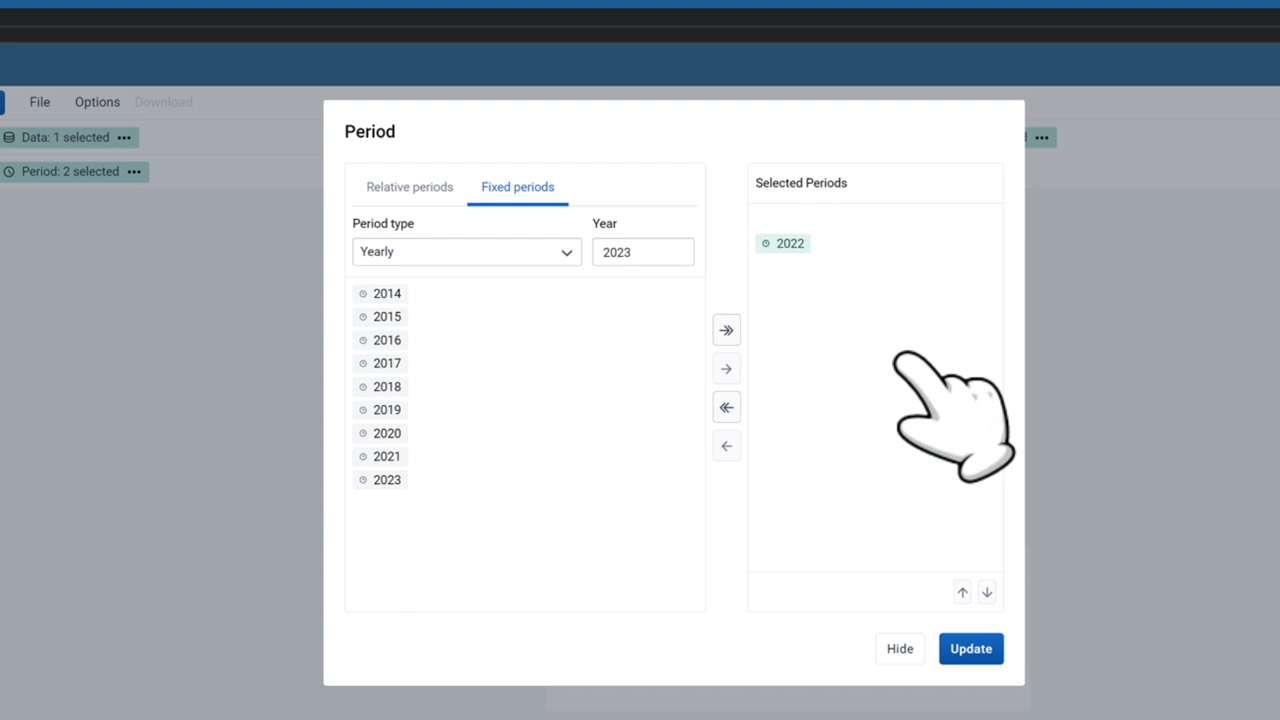 File Options Download
Data: 1 selected •••
•••
Period: 2 selected •••
Period
Relative periods Fixed periods
Period type Year
Yearly 2023
2014
2015
2016
2017
2018
2019
2020
2021
2023
Selected Periods
2022
Hide Update